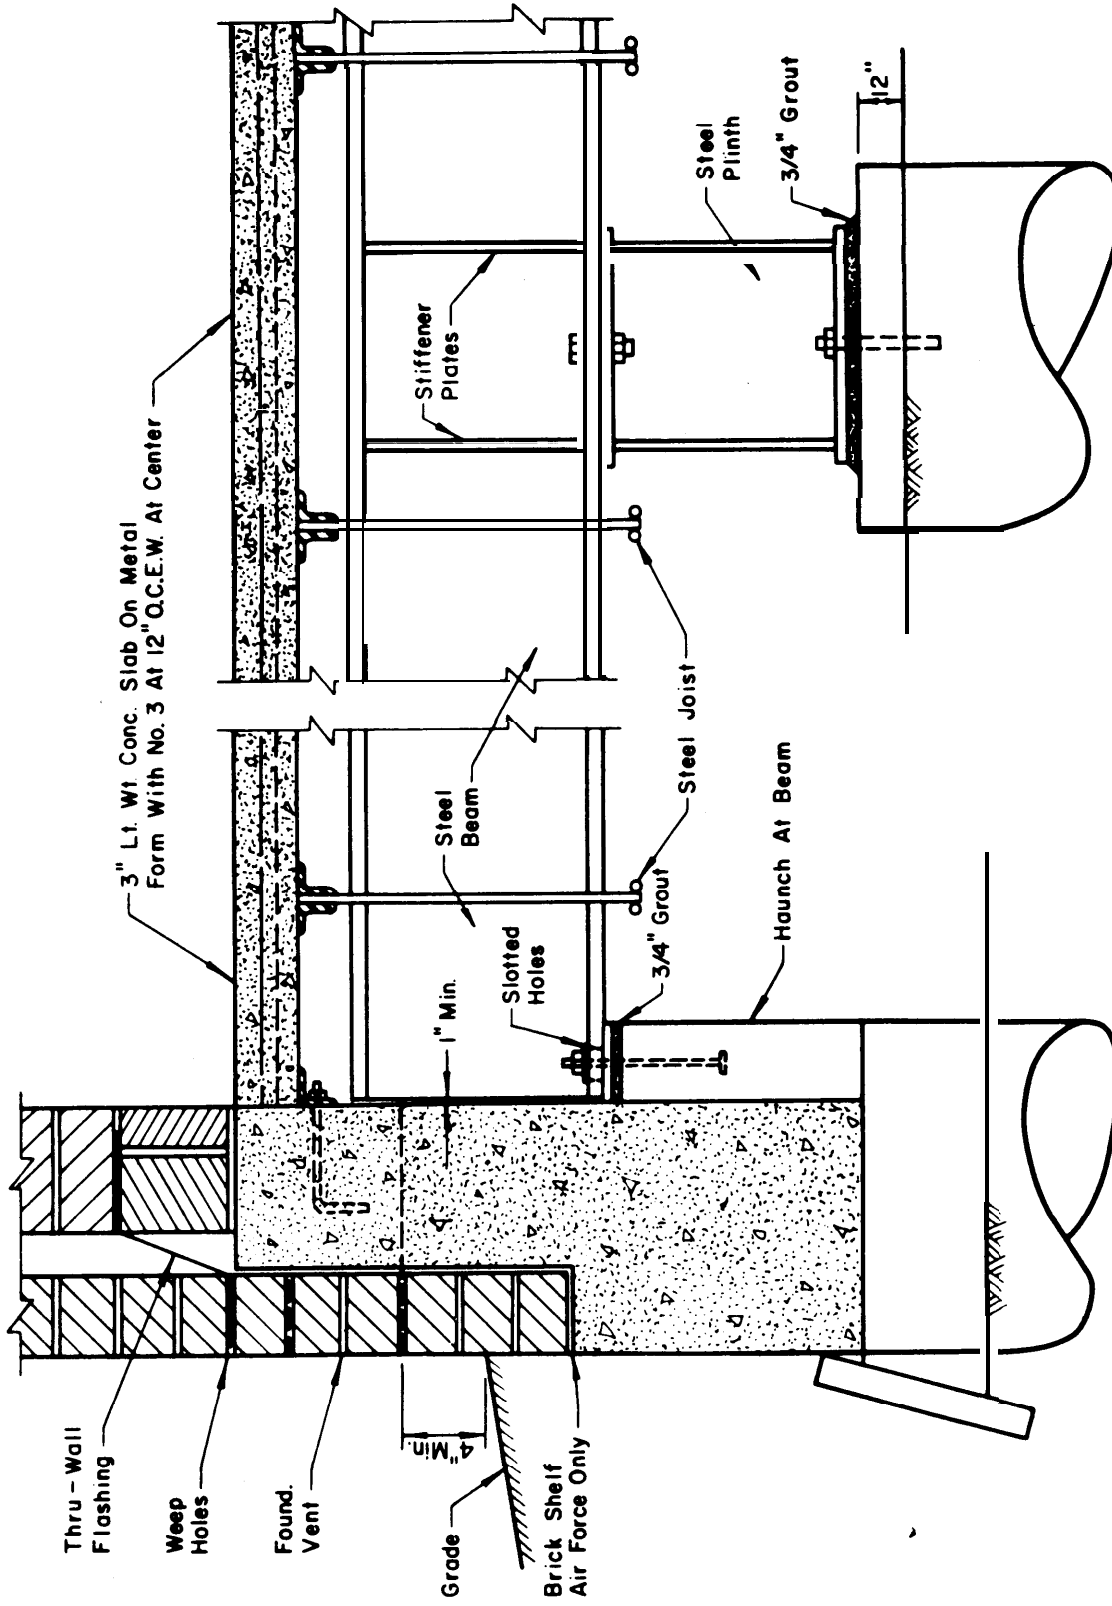 3" Lt. Wt. Conc. Slab On Metal
Form With No. 3 At 12" O.C.E.W. At Center
Thru-Wall
Flashing
Weep
Holes
Found.
Vent
4" Min.
Grade
Brick Shelf
Air Force Only
1" Min.
Slotted
Holes
3/4" Grout
Haunch At Beam
Steel
Beam
Steel Joist
Stiffener
Plates
Steel
Plinth
3/4" Grout
12"